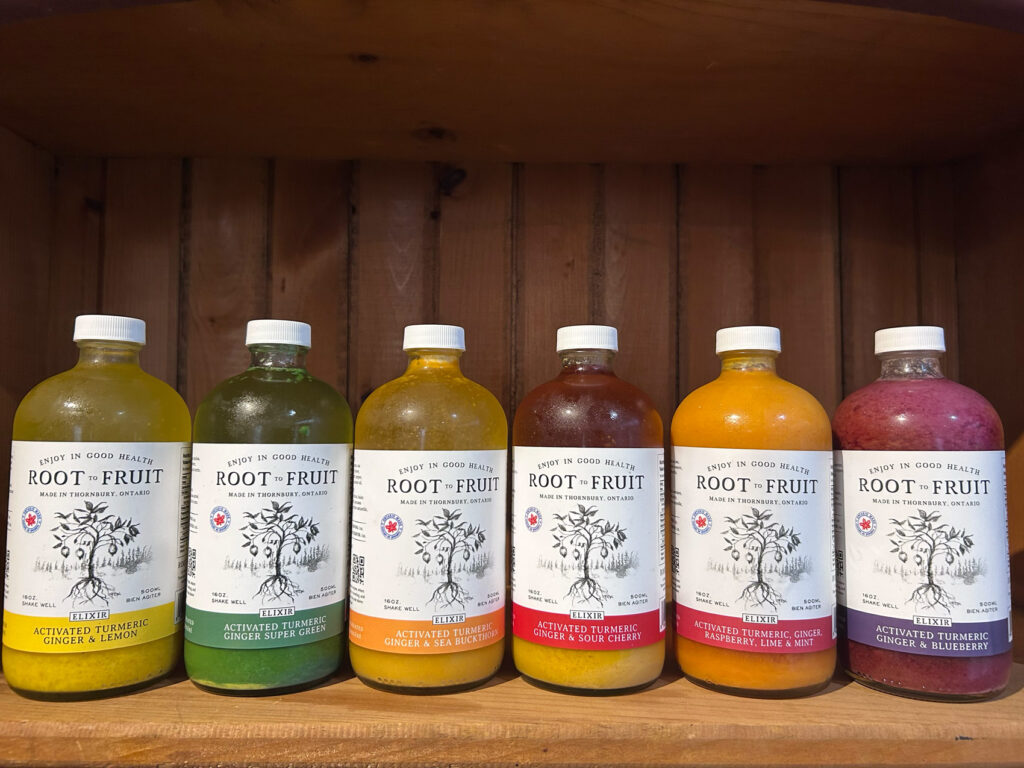 ENJOY IN GOOD HEALTH
ROOT TO FRUIT
MADE IN THORNBURY, ONTARIO
16OZ. 500ML
SHAKE WELL BIEN AGITER
ELIXIR
ACTIVATED TURMERIC
GINGER & LEMON
ENJOY IN GOOD HEALTH
ROOT TO FRUIT
MADE IN THORNBURY, ONTARIO
16OZ. 500ML
SHAKE WELL BIEN AGITER
ELIXIR
ACTIVATED TURMERIC
GINGER SUPER GREEN
ENJOY IN GOOD HEALTH
ROOT TO FRUIT
MADE IN THORNBURY, ONTARIO
16OZ. 500ML
SHAKE WELL BIEN AGITER
ELIXIR
ACTIVATED TURMERIC
GINGER & SEA BUCKTHORN
ENJOY IN GOOD HEALTH
ROOT TO FRUIT
MADE IN THORNBURY, ONTARIO
16OZ. 500ML
SHAKE WELL BIEN AGITER
ELIXIR
ACTIVATED TURMERIC
GINGER & SOUR CHERRY
ENJOY IN GOOD HEALTH
ROOT TO FRUIT
MADE IN THORNBURY, ONTARIO
16OZ. 500ML
SHAKE WELL BIEN AGITER
ELIXIR
ACTIVATED TURMERIC, GINGER,
RASPBERRY, LIME & MINT
ENJOY IN GOOD HEALTH
ROOT TO FRUIT
MADE IN THORNBURY, ONTARIO
16OZ. 500ML
SHAKE WELL BIEN AGITER
ELIXIR
ACTIVATED TURMERIC
GINGER & BLUEBERRY